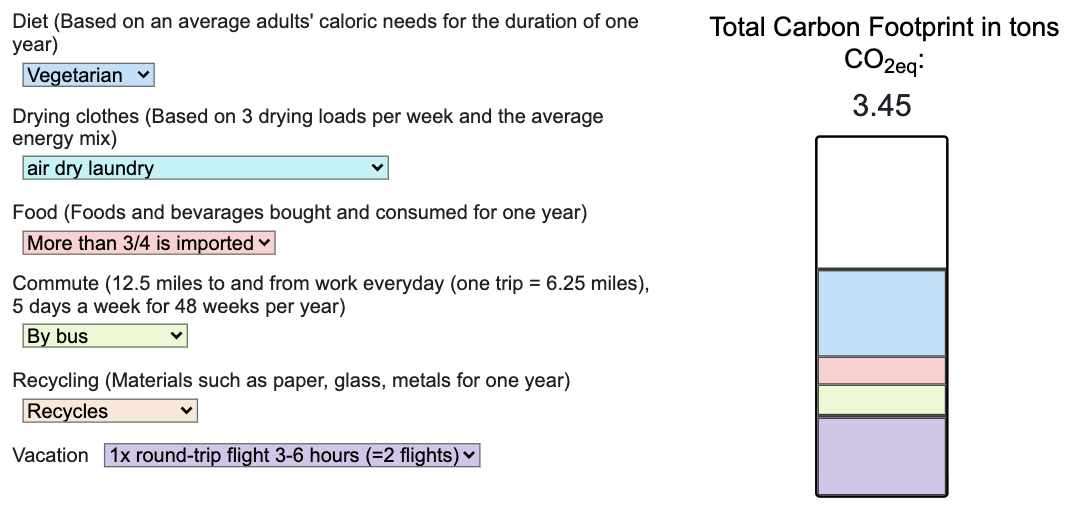 Diet (Based on an average adults' caloric needs for the duration of one
year)
Vegetarian
Drying clothes (Based on 3 drying loads per week and the average
energy mix)
air dry laundry
Food (Foods and bevarages bought and consumed for one year)
More than 3/4 is imported
Commute (12.5 miles to and from work everyday (one trip = 6.25 miles),
5 days a week for 48 weeks per year)
By bus
Recycling (Materials such as paper, glass, metals for one year)
Recycles
Vacation 1x round-trip flight 3-6 hours (=2 flights)
Total Carbon Footprint in tons
CO2eq:
3.45